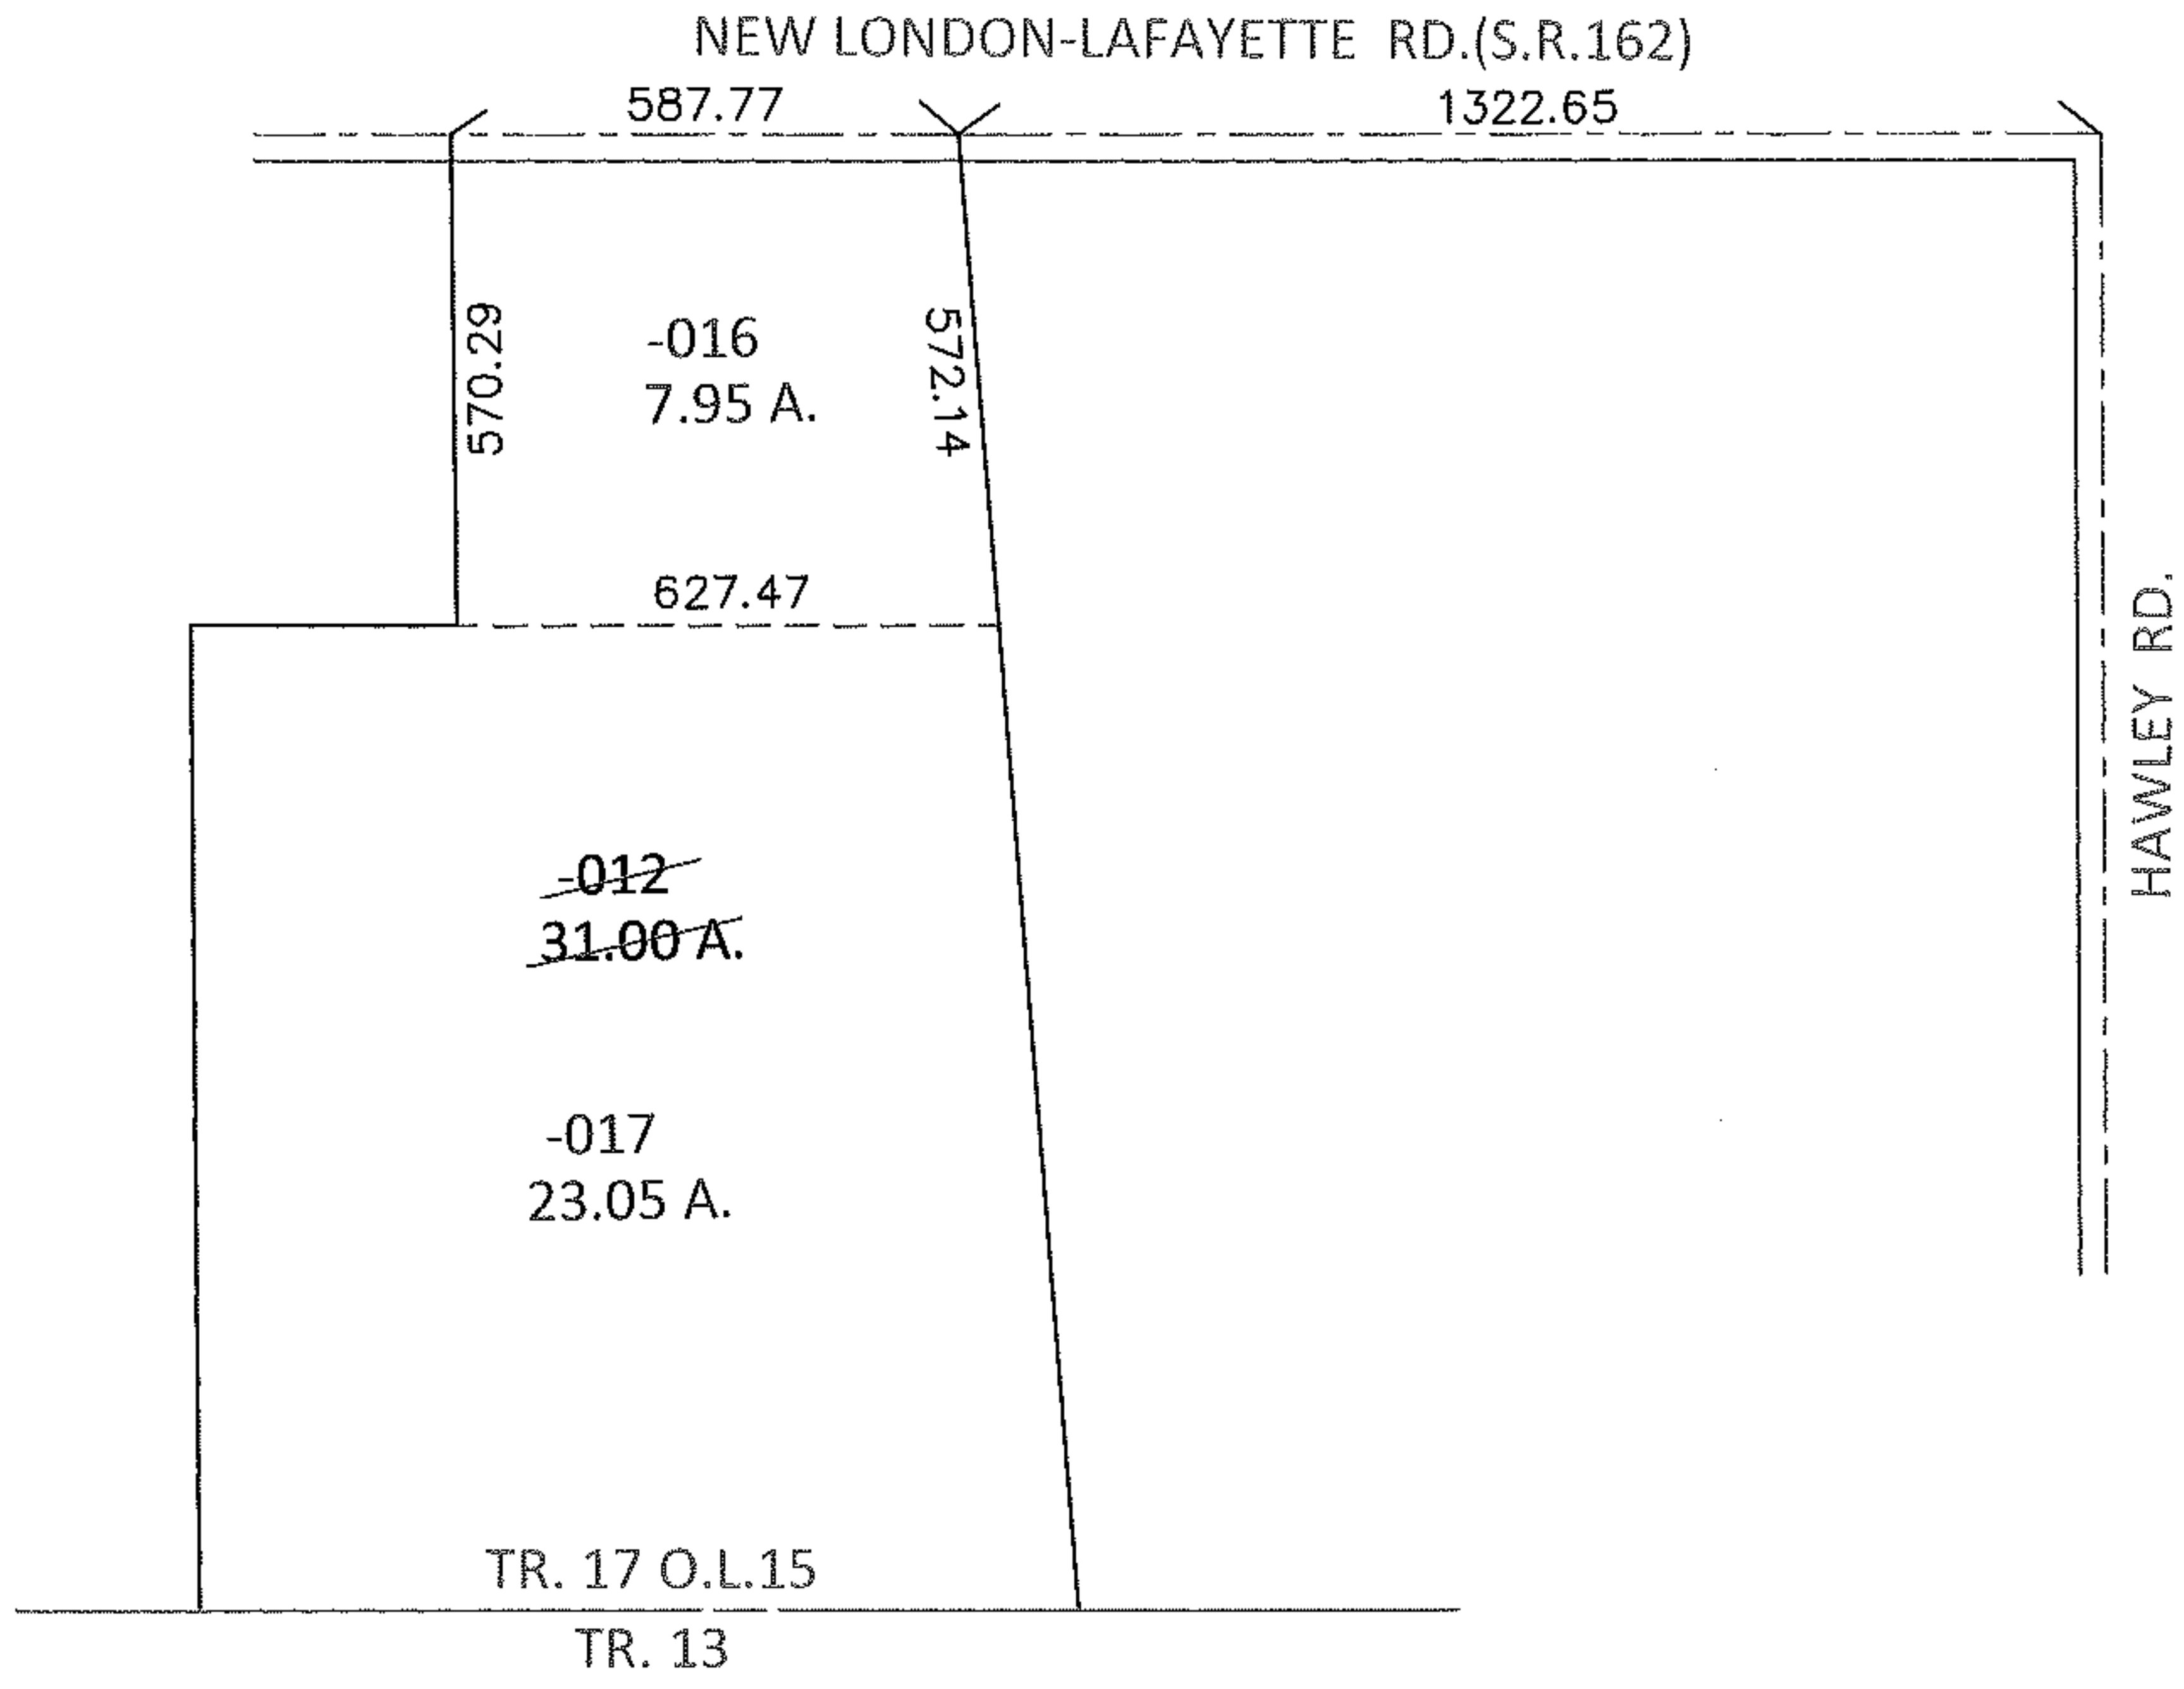 NEW LONDON-LAFAYETTE RD.(S.R.162)
587.77
1322.65
570.29
-016
7.95 A.
572.14
627.47
HAWLEY RD.
-012
31.00 A.
-017
23.05 A.
TR. 17 O.L.15
TR. 13